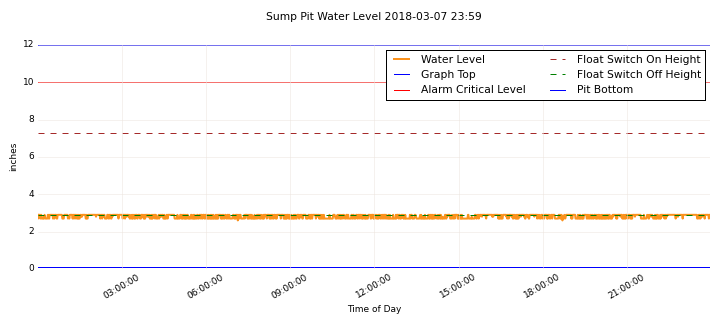 Sump Pit Water Level 2018-03-07 23:59
12
10
8
6
4
2
0
inches
Water Level
Graph Top
Alarm Critical Level
Float Switch On Height
Float Switch Off Height
Pit Bottom
03:00:00
06:00:00
09:00:00
12:00:00
15:00:00
18:00:00
21:00:00
Time of Day